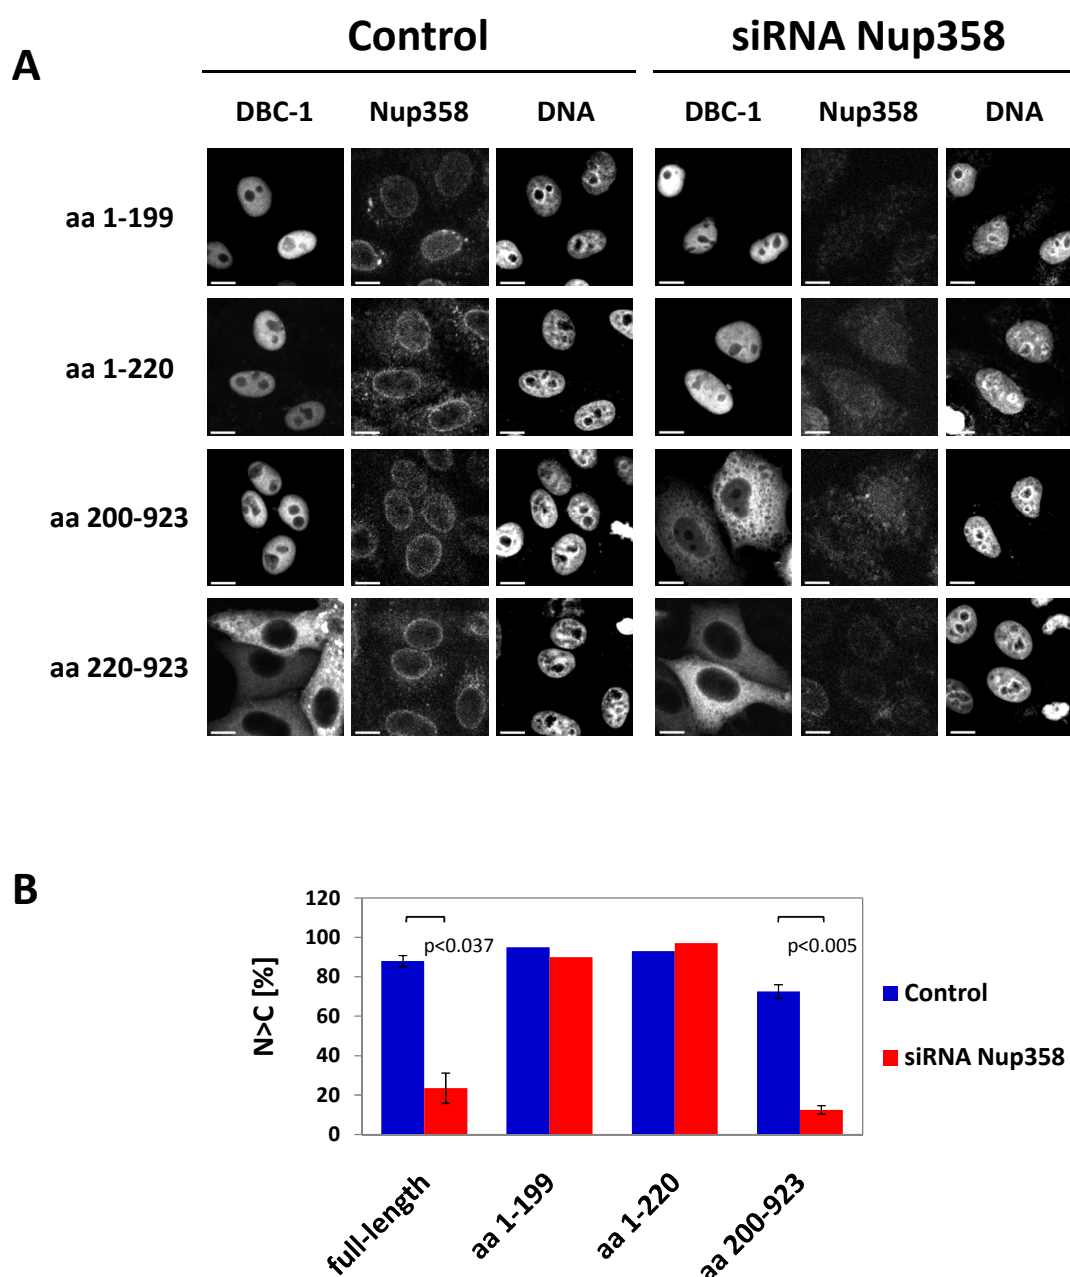 A
Control
siRNA Nup358
DBC-1
Nup358
DNA
DBC-1
Nup358
DNA
aa 1-199
aa 1-220
aa 200-923
aa 220-923
B
N>C [%]
120
100
80
60
40
20
0
p<0.037
p<0.005
Control
siRNA Nup358
full-length
aa 1-199
aa 1-220
aa 200-923